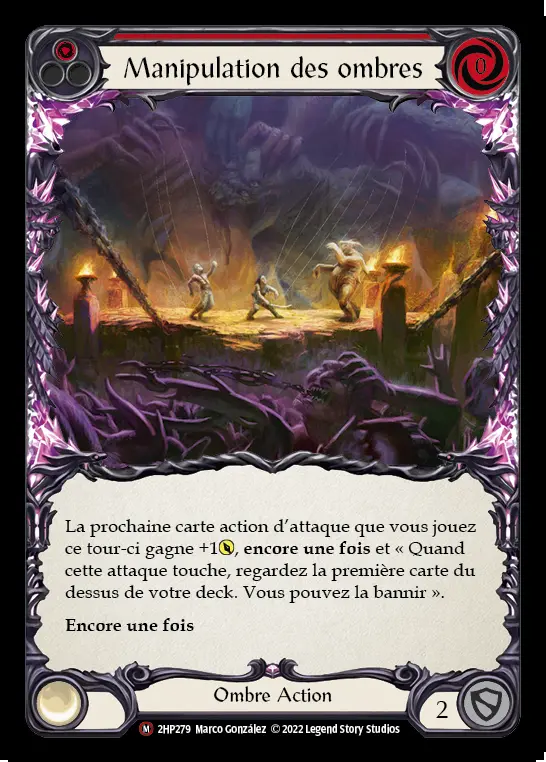 Manipulation des ombres
0
La prochaine carte action d'attaque que vous jouez
ce tour-ci gagne +1, encore une fois et « Quand
cette attaque touche, regardez la première carte du
dessus de votre deck. Vous pouvez la bannir ».
Encore une fois
Ombre Action
2
M 2HP279 Marco González © 2022 Legend Story Studios